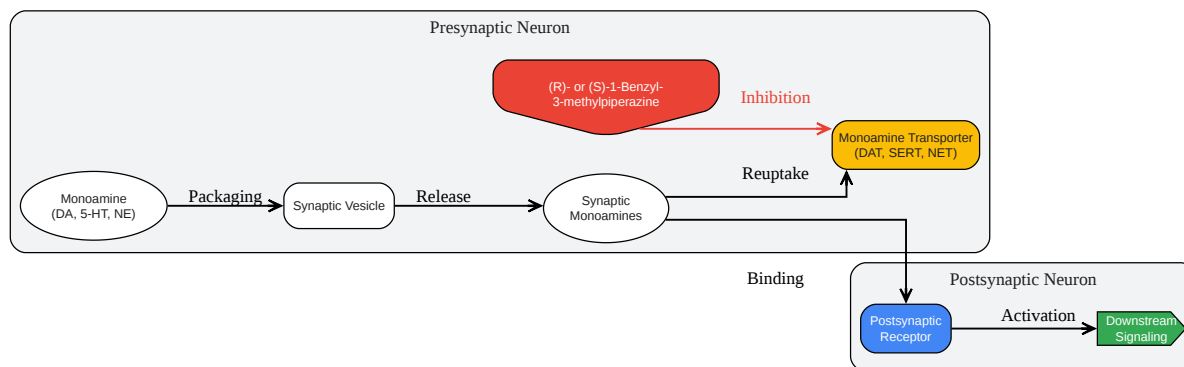 Presynaptic Neuron
(R)- or (S)-1-Benzyl-
3-methylpiperazine
Inhibition
Monoamine Transporter
(DAT, SERT, NET)
Reuptake
Monoamine
(DA, 5-HT, NE)
Packaging
Synaptic Vesicle
Release
Synaptic
Monoamines
Binding
Postsynaptic Neuron
Postsynaptic
Receptor
Activation
Downstream
Signaling